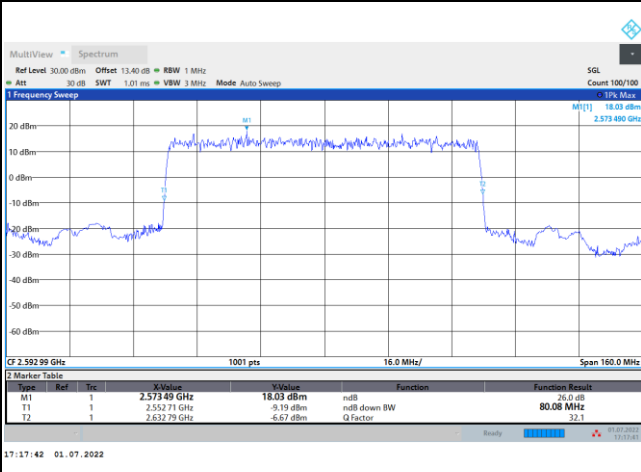 MultiView Spectrum
Ref Level 30.00 dBm Offset 13.40 dB RBW 1 MHz SGL
Att 30 dB SWT 1.01 ms VBW 3 MHz Mode Auto Sweep Count 100/100
1 Frequency Sweep 1Pk Max
M1[1] 18.03 dBm
2.573 490 GHz
M1
20 dBm
10 dBm
0 dBm
T1 T2
-10 dBm
-20 dBm
-30 dBm
-40 dBm
-50 dBm
-60 dBm
CF 2.592 99 GHz 1001 pts 16.0 MHz/ Span 160.0 MHz
2 Marker Table
Type Ref Trc X-Value Y-Value Function Function Result
M1 1 2.573 49 GHz 18.03 dBm ndB 26.0 dB
T1 1 2.552 71 GHz -9.19 dBm ndB down BW 80.08 MHz
T2 1 2.632 79 GHz -6.67 dBm Q Factor 32.1
Ready 01.07.2022
17:17:41
17:17:42 01.07.2022